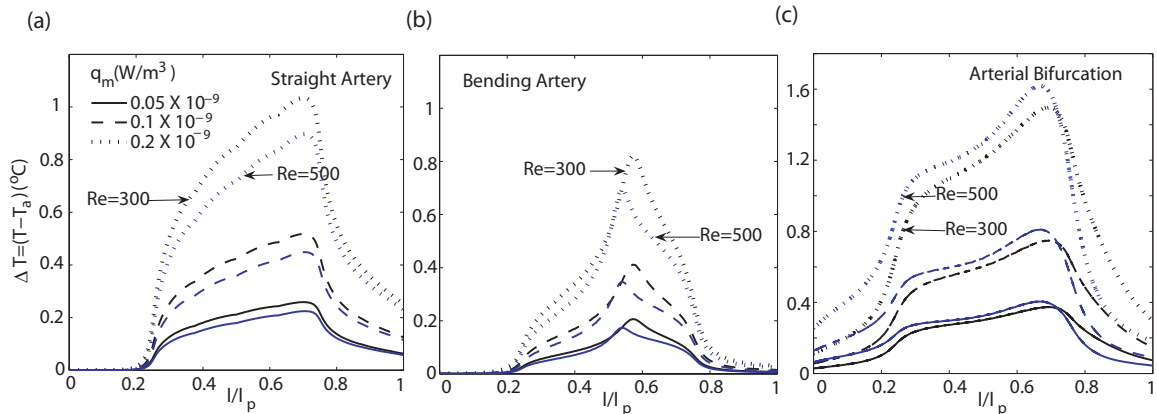 (a)
(b)
(c)
q_m(W/m³)
0.05 X 10⁻⁹
0.1 X 10⁻⁹
0.2 X 10⁻⁹
Straight Artery
Re=500
Re=300
Δ T=(T−T_a)(°C)
1
0.8
0.6
0.4
0.2
0
0 0.2 0.4 0.6 0.8 1
l/l_p
Bending Artery
Re=300
Re=500
1
0.8
0.6
0.4
0.2
0
0 0.2 0.4 0.6 0.8 1
l/l_p
Arterial Bifurcation
Re=500
Re=300
1.6
1.2
0.8
0.4
0
0 0.2 0.4 0.6 0.8 1
l/l_p